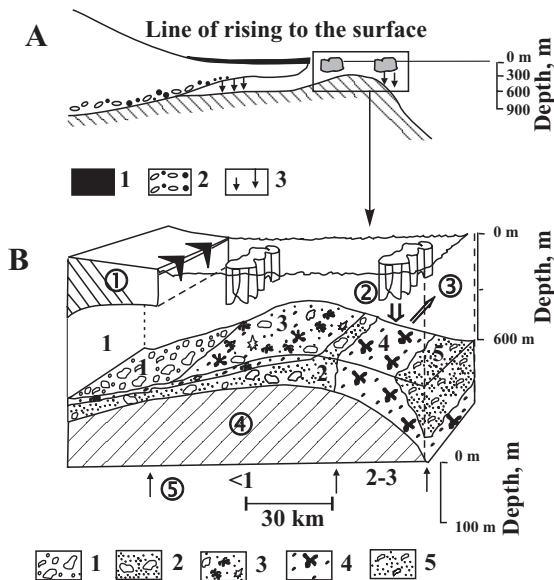 Line of rising to the surface
A
0 m
300
600
900
Depth, m
1
2
3
B
0 m
①
②
③
3
1
4
5
600 m
1
2
④
0 m
⑤
<1
2-3
30 km
100 m
Depth, m
Depth, m
1
2
3
4
5